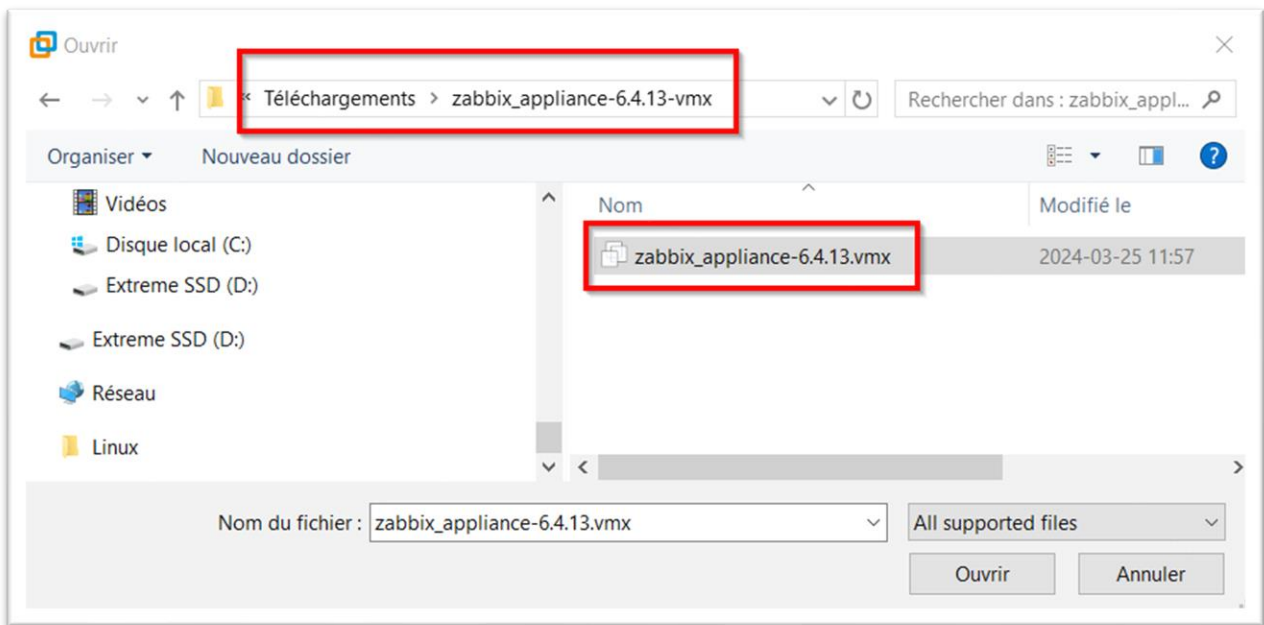 Ouvrir
« Téléchargements > zabbix_appliance-6.4.13-vmx
Rechercher dans : zabbix_appl...
Organiser
Nouveau dossier
Vidéos
Disque local (C:)
Extreme SSD (D:)
Extreme SSD (D:)
Réseau
Linux
Nom
Modifié le
zabbix_appliance-6.4.13.vmx
2024-03-25 11:57
Nom du fichier :
zabbix_appliance-6.4.13.vmx
All supported files
Ouvrir
Annuler